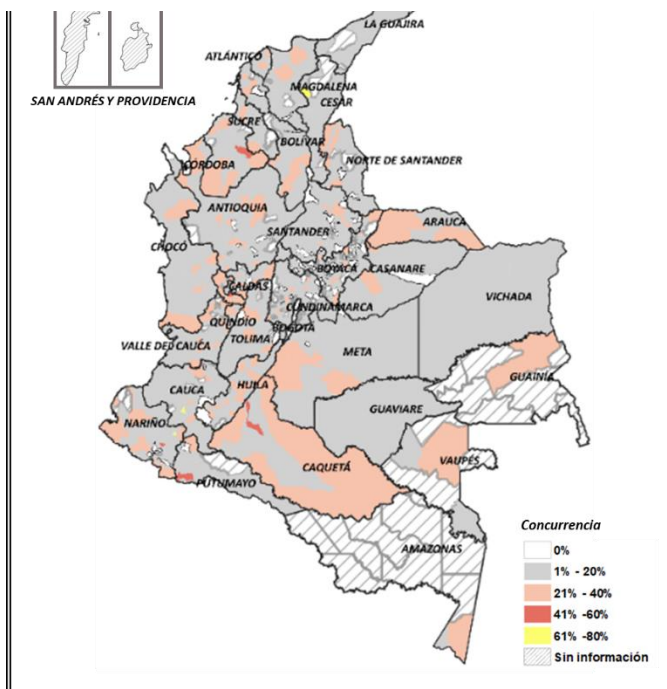 LA GUAJIRA
ATLÁNTICO
MAGDALENA
CESAR
SAN ANDRÉS Y PROVIDENCIA
SUCRE
BOLÍVAR
NORTE DE SANTANDER
CÓRDOBA
ANTIOQUIA
ARAUCA
SANTANDER
CHOCÓ
BOYACÁ
CASANARE
CALDAS
CUNDINAMARCA
VICHADA
QUINDÍO
BOGOTÁ
VALLE DEL CAUCA
TOLIMA
META
GUAINÍA
CAUCA
HUILA
GUAVIARE
NARIÑO
VAUPÉS
CAQUETÁ
PUTUMAYO
AMAZONAS
Concurrencia
0%
1% - 20%
21% - 40%
41% -60%
61% -80%
Sin información